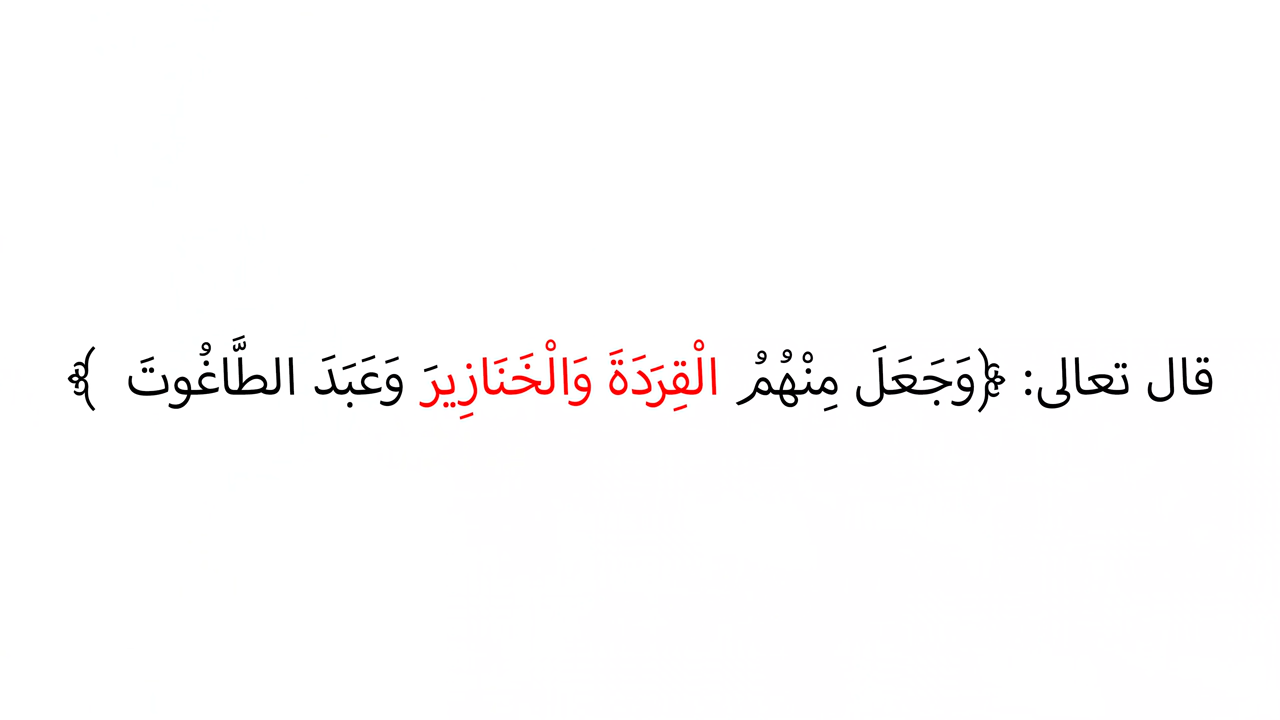 قال تعالى: ﴿وَجَعَلَ مِنْهُمُ الْقِرَدَةَ وَالْخَنَازِيرَ وَعَبَدَ الطَّاغُوتَ ﴾